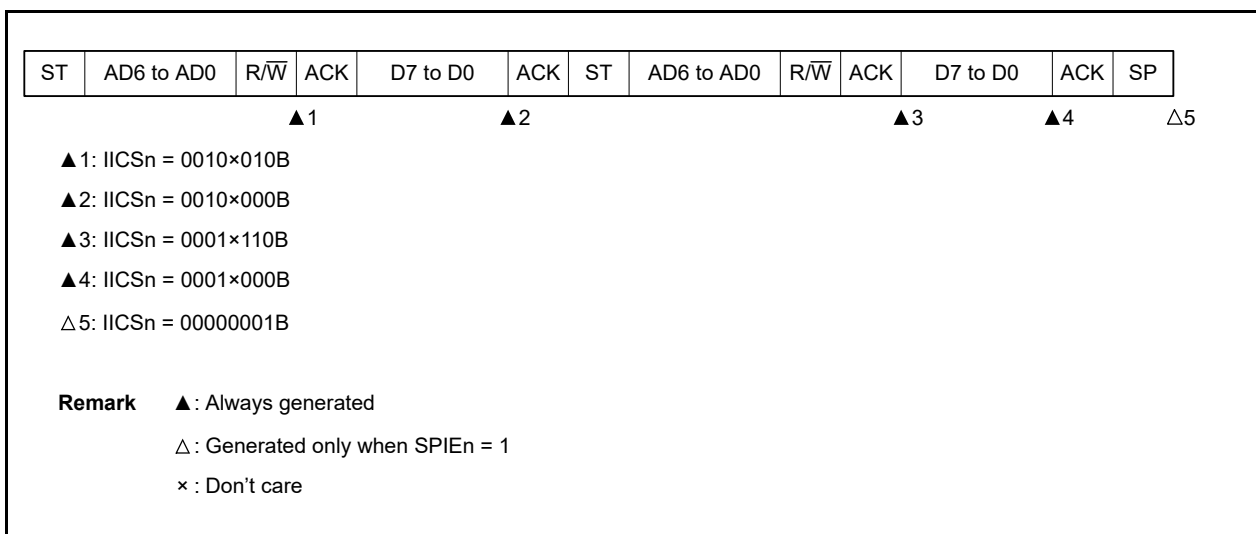 ST AD6 to AD0 R/W̅ ACK D7 to D0 ACK ST AD6 to AD0 R/W̅ ACK D7 to D0 ACK SP
▲1 ▲2 ▲3 ▲4 △5
▲1: IICSn = 0010×010B
▲2: IICSn = 0010×000B
▲3: IICSn = 0001×110B
▲4: IICSn = 0001×000B
△5: IICSn = 00000001B
Remark ▲: Always generated
△: Generated only when SPIEn = 1
×: Don't care